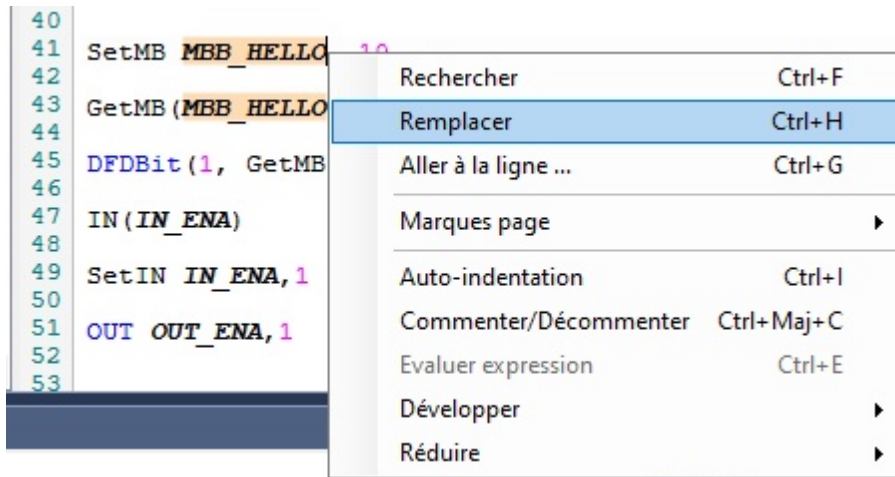 40
41 SetMB MBB_HELLO 10
42
43 GetMB(MBB_HELLO
44
45 DFDBit(1, GetMB
46
47 IN(IN_ENA)
48
49 SetIN IN_ENA,1
50
51 OUT OUT_ENA,1
52
53
Rechercher Ctrl+F
Remplacer Ctrl+H
Aller à la ligne ... Ctrl+G
Marques page
Auto-indentation Ctrl+I
Commenter/Décommenter Ctrl+Maj+C
Evaluer expression Ctrl+E
Développer
Réduire